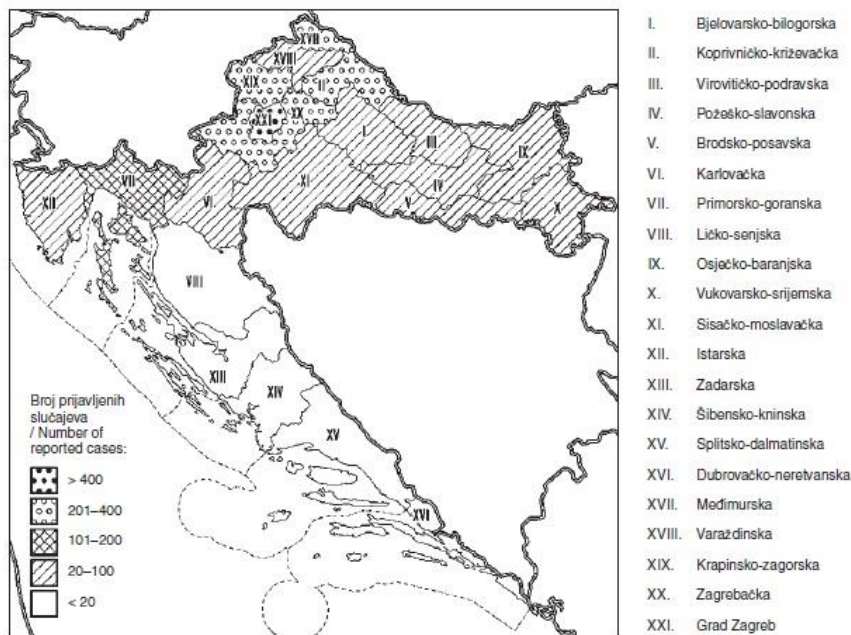 XVII
XVIII
XIX
II
XXI
XX
I
III
IX
VII
XII
VI
XI
IV
V
X
VIII
XIII
XIV
XV
XVI
Broj prijavljenih
slučajeva
/ Number of
reported cases:
> 400
201–400
101–200
20–100
< 20
I. Bjelovarsko-bilogorska
II. Koprivničko-križevačka
III. Virovitičko-podravska
IV. Požeško-slavonska
V. Brodsko-posavska
VI. Karlovačka
VII. Primorsko-goranska
VIII. Ličko-senjska
IX. Osječko-baranjska
X. Vukovarsko-srijemska
XI. Sisačko-moslavačka
XII. Istarska
XIII. Zadarska
XIV. Šibensko-kninska
XV. Splitsko-dalmatinska
XVI. Dubrovačko-neretvanska
XVII. Međimurska
XVIII. Varaždinska
XIX. Krapinsko-zagorska
XX. Zagrebačka
XXI. Grad Zagreb